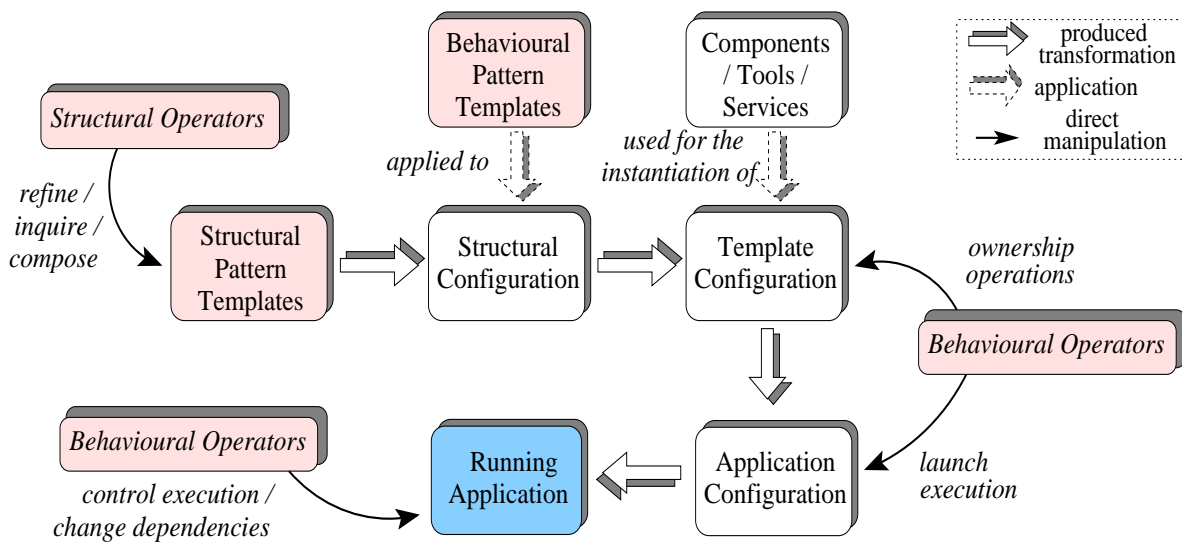 Behavioural
Pattern
Templates
Components
/ Tools /
Services
produced
transformation
application
direct
manipulation
Structural Operators
applied to
used for the
instantiation of
refine /
inquire /
compose
Structural
Pattern
Templates
Structural
Configuration
Template
Configuration
ownership
operations
Behavioural Operators
Behavioural Operators
control execution /
change dependencies
Running
Application
Application
Configuration
launch
execution